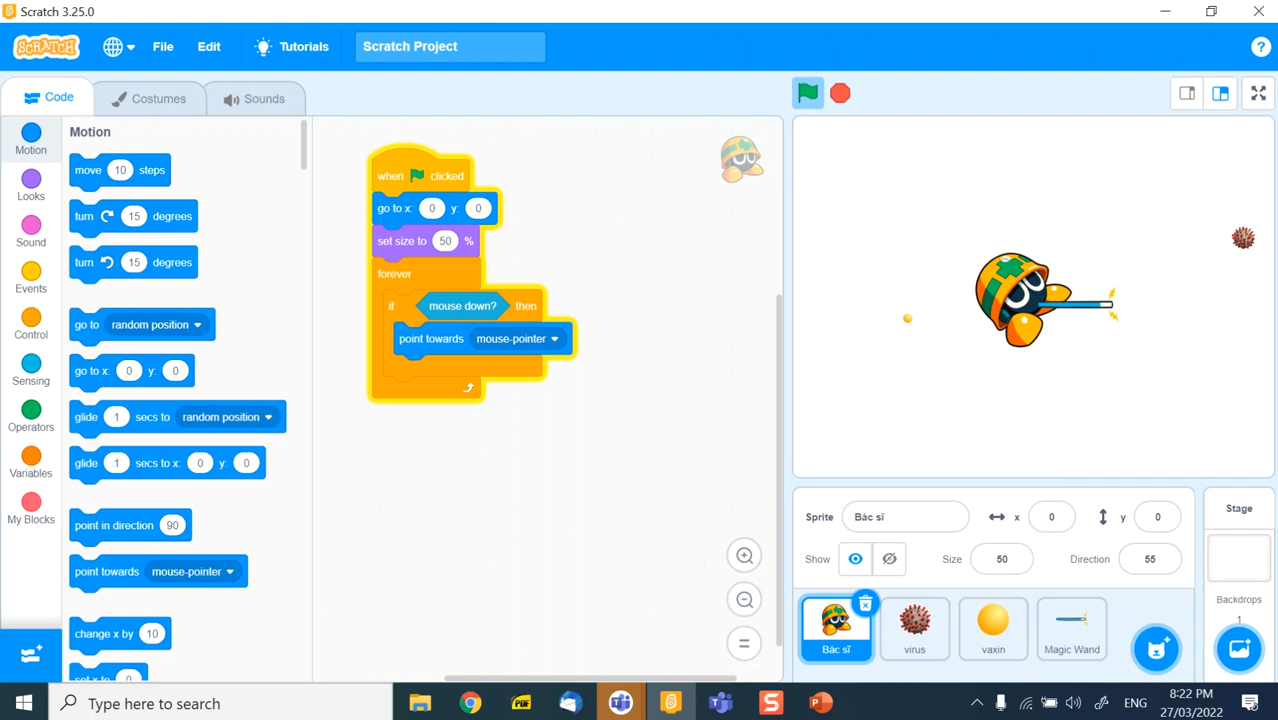 Scratch 3.25.0
SCRATCH
File
Edit
Tutorials
Scratch Project
?
Code
Costumes
Sounds
Motion
Looks
Sound
Events
Control
Sensing
Operators
Variables
My Blocks
Motion
move 10 steps
turn 15 degrees
turn 15 degrees
go to random position
go to x: 0 y: 0
glide 1 secs to random position
glide 1 secs to x: 0 y: 0
point in direction 90
point towards mouse-pointer
change x by 10
set x to 0
when clicked
go to x: 0 y: 0
set size to 50 %
forever
if mouse down? then
point towards mouse-pointer
Sprite Bác sĩ x 0 y 0
Show Size 50 Direction 55
Bác sĩ
virus
vaxin
Magic Wand
Stage
Backdrops
1
Type here to search
PDF
S
P
ENG
8:22 PM
27/03/2022